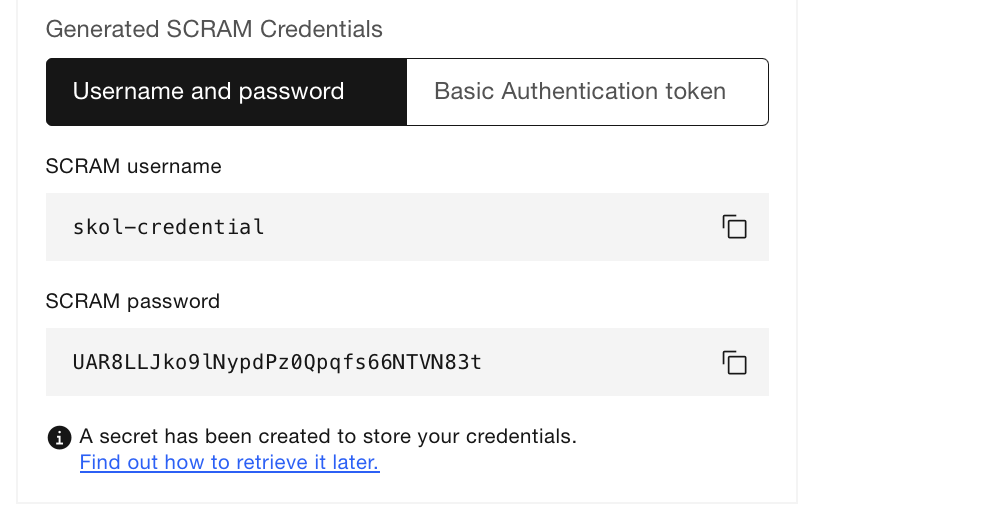 Generated SCRAM Credentials
Username and password
Basic Authentication token
SCRAM username
skol-credential
SCRAM password
UAR8LLJko9lNypdPz0Qpqfs66NTVN83t
A secret has been created to store your credentials.
Find out how to retrieve it later.